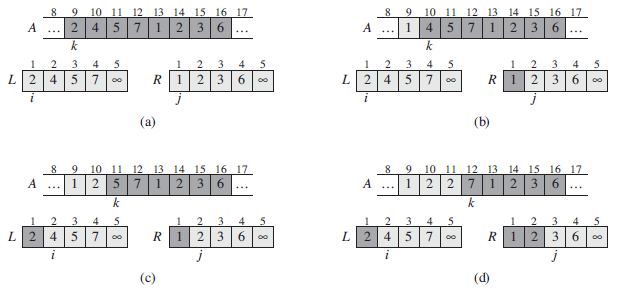 8 9 10 11 12 13 14 15 16 17
A … 2 4 5 7 1 2 3 6 …
k
1 2 3 4 5
L 2 4 5 7 ∞
i
1 2 3 4 5
R 1 2 3 6 ∞
j
(a)
8 9 10 11 12 13 14 15 16 17
A … 1 4 5 7 1 2 3 6 …
k
1 2 3 4 5
L 2 4 5 7 ∞
i
1 2 3 4 5
R 1 2 3 6 ∞
j
(b)
8 9 10 11 12 13 14 15 16 17
A … 1 2 5 7 1 2 3 6 …
k
1 2 3 4 5
L 2 4 5 7 ∞
i
1 2 3 4 5
R 1 2 3 6 ∞
j
(c)
8 9 10 11 12 13 14 15 16 17
A … 1 2 2 7 1 2 3 6 …
k
1 2 3 4 5
L 2 4 5 7 ∞
i
1 2 3 4 5
R 1 2 3 6 ∞
j
(d)